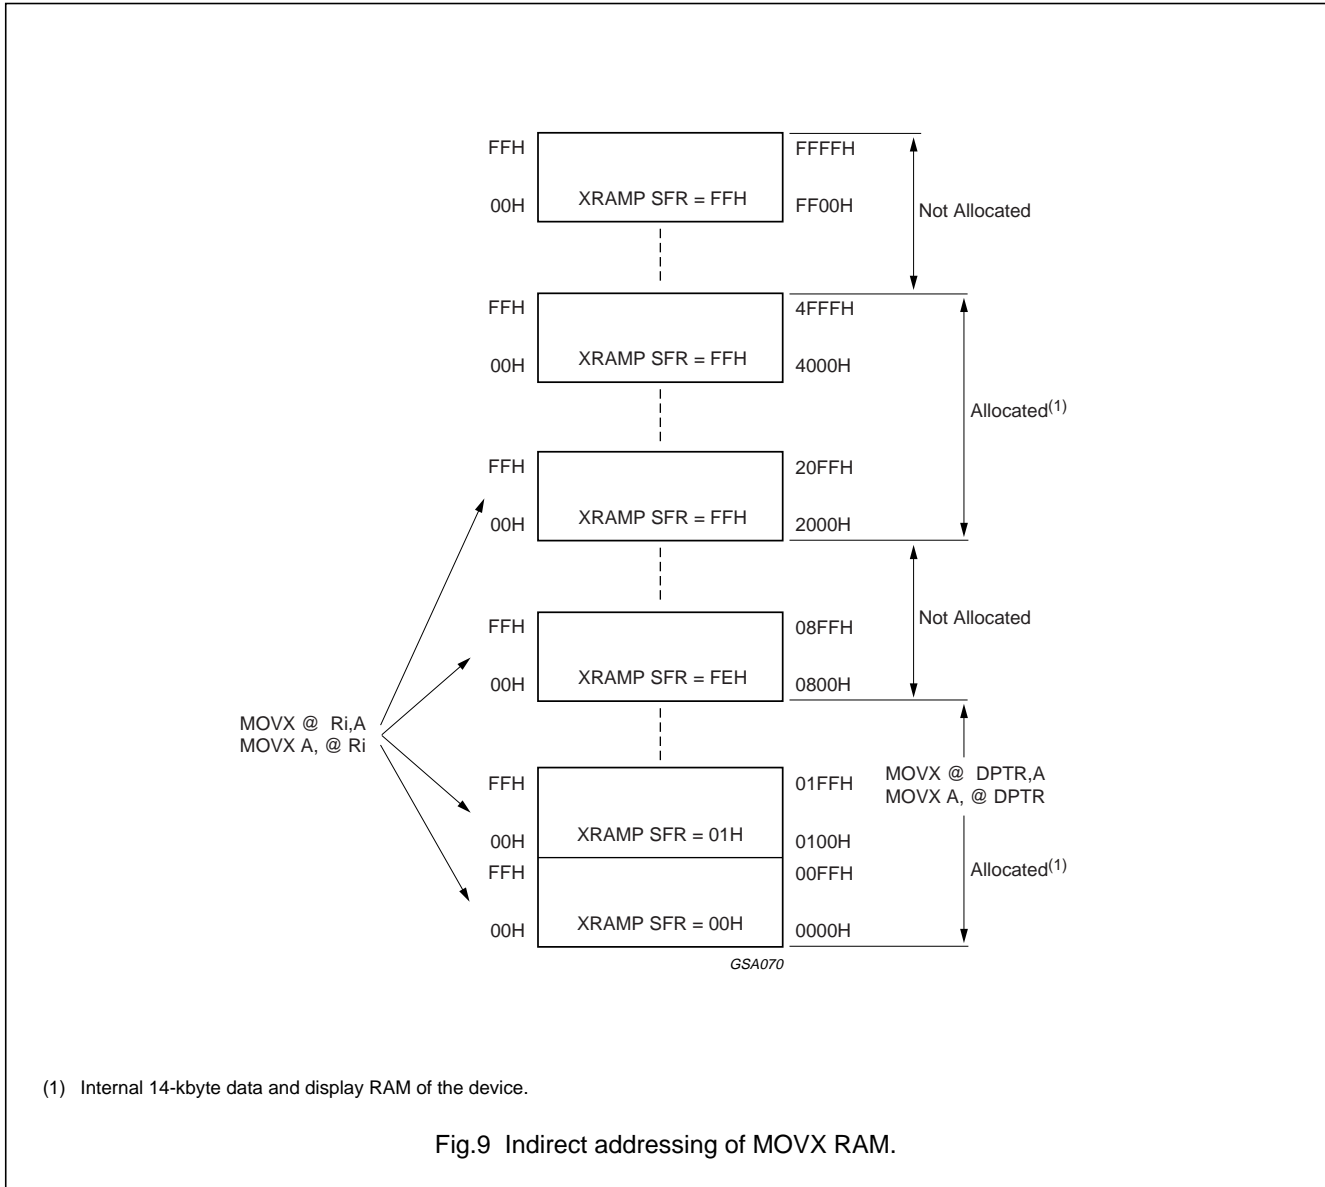 FFH
FFFFH
XRAMP SFR = FFH
00H
FF00H
Not Allocated
FFH
4FFFH
XRAMP SFR = FFH
00H
4000H
Allocated(1)
FFH
20FFH
XRAMP SFR = FFH
00H
2000H
Not Allocated
FFH
08FFH
XRAMP SFR = FEH
00H
0800H
MOVX @ Ri,A
MOVX A, @ Ri
FFH
01FFH
MOVX @ DPTR,A
MOVX A, @ DPTR
XRAMP SFR = 01H
00H
0100H
FFH
00FFH
Allocated(1)
XRAMP SFR = 00H
00H
0000H
GSA070
(1) Internal 14-kbyte data and display RAM of the device.
Fig.9 Indirect addressing of MOVX RAM.